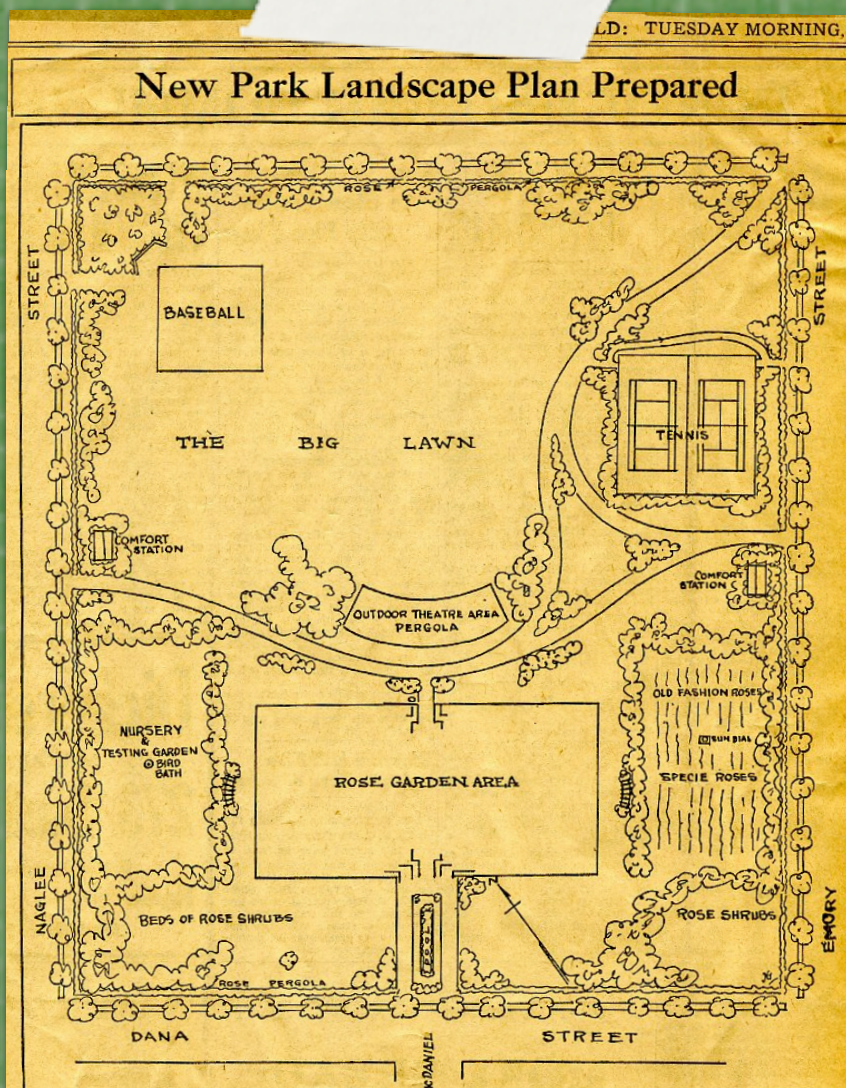 LD: TUESDAY MORNING,
New Park Landscape Plan Prepared
ROSE PERGOLA
STREET
STREET
BASEBALL
THE BIG LAWN
TENNIS
COMFORT
STATION
COMFORT
STATION
OUTDOOR THEATRE AREA
PERGOLA
OLD FASHION ROSES
NURSERY
&
TESTING GARDEN
BIRD
BATH
SUN DIAL
SPECIE ROSES
ROSE GARDEN AREA
NAGLEE
EMORY
BEDS OF ROSE SHRUBS
ROSE SHRUBS
POOL
N
ROSE PERGOLA
DANA STREET
McDANIEL